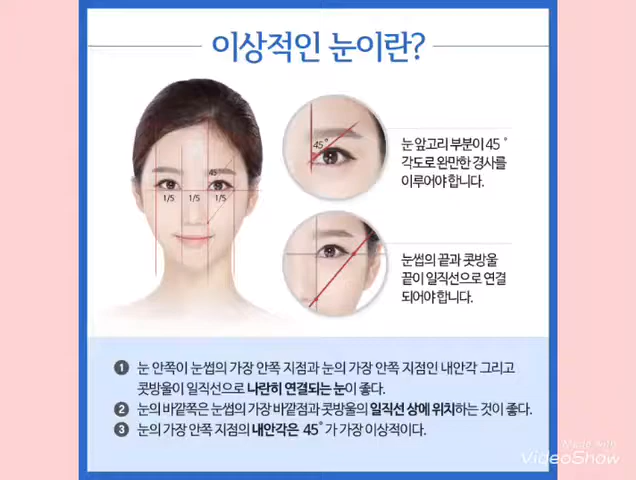 이상적인 눈이란?
45°
1/5 1/5 1/5
45°
눈 앞고리 부분이 45 °
각도로 완만한 경사를
이루어야 합니다.
눈썹의 끝과 콧방울
끝이 일직선으로 연결
되어야 합니다.
1 눈 안쪽이 눈썹의 가장 안쪽 지점과 눈의 가장 안쪽 지점인 내안각 그리고
콧방울이 일직선으로 나란히 연결되는 눈이 좋다.
2 눈의 바깥쪽은 눈썹의 가장 바깥점과 콧방울의 일직선 상에 위치하는 것이 좋다.
3 눈의 가장 안쪽 지점의 내안각은 45°가 가장 이상적이다.
Made with
VideoShow